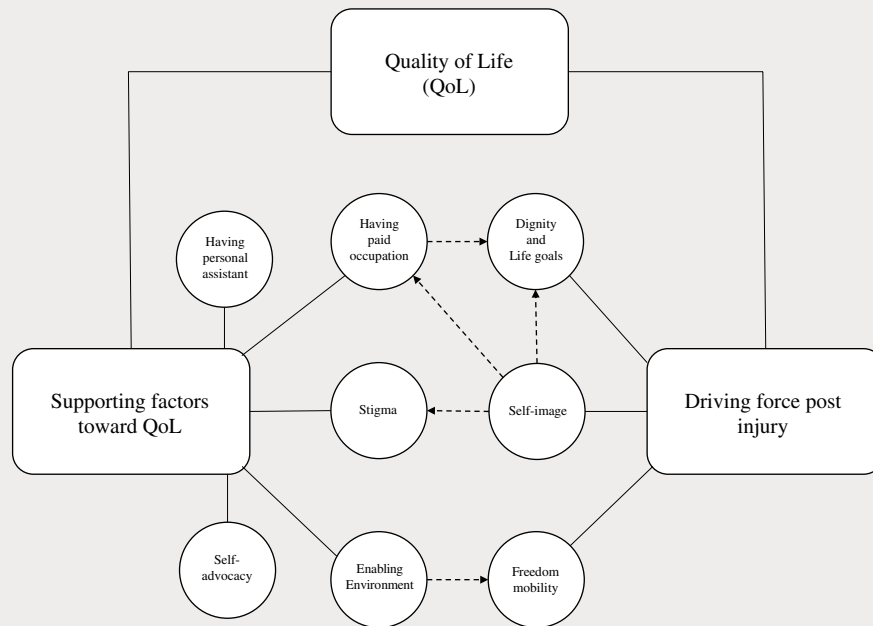 Quality of Life
(QoL)
Having
paid
occupation
Dignity
and
Life goals
Having
personal
assistant
Supporting factors
toward QoL
Stigma
Self-image
Driving force post
injury
Self-
advocacy
Enabling
Environment
Freedom
mobility